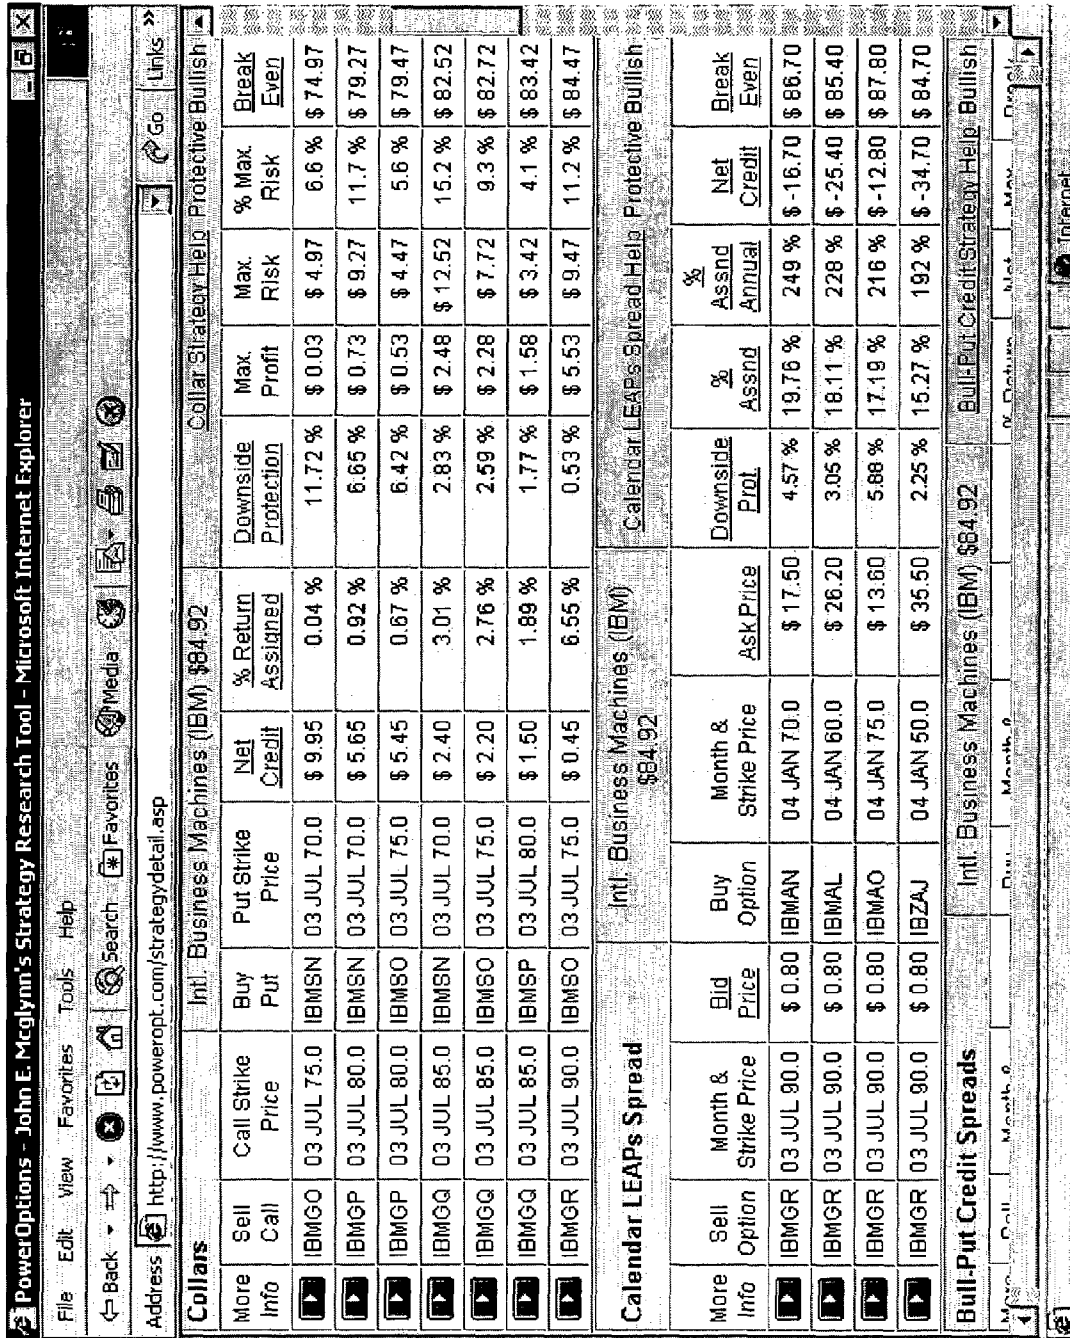 PowerOptions - John E. Mcglynn's Strategy Research Tool - Microsoft Internet Explorer
File Edit View Favorites Tools Help
Back Search Favorites Media
Address http://www.poweropt.com/strategydetail.asp Go Links »
Collars Intl. Business Machines (IBM) $84.92 Collar Strategy Help Protective Bullish
More Info Sell Call Call Strike Price Buy Put Put Strike Price Net Credit % Return Assigned Downside Protection Max. Profit Max. Risk % Max. Risk Break Even
IBMGO 03 JUL 75.0 IBMSN 03 JUL 70.0 $ 9.95 0.04 % 11.72 % $ 0.03 $ 4.97 6.6 % $ 74.97
IBMGP 03 JUL 80.0 IBMSN 03 JUL 70.0 $ 5.65 0.92 % 6.65 % $ 0.73 $ 9.27 11.7 % $ 79.27
IBMGP 03 JUL 80.0 IBMSO 03 JUL 75.0 $ 5.45 0.67 % 6.42 % $ 0.53 $ 4.47 5.6 % $ 79.47
IBMGQ 03 JUL 85.0 IBMSN 03 JUL 70.0 $ 2.40 3.01 % 2.83 % $ 2.48 $ 12.52 15.2 % $ 82.52
IBMGQ 03 JUL 85.0 IBMSO 03 JUL 75.0 $ 2.20 2.76 % 2.59 % $ 2.28 $ 7.72 9.3 % $ 82.72
IBMGQ 03 JUL 85.0 IBMSP 03 JUL 80.0 $ 1.50 1.89 % 1.77 % $ 1.58 $ 3.42 4.1 % $ 83.42
IBMGR 03 JUL 90.0 IBMSO 03 JUL 75.0 $ 0.45 6.55 % 0.53 % $ 5.53 $ 9.47 11.2 % $ 84.47
Calendar LEAPs Spread Intl. Business Machines (IBM) $84.92 Calendar LEAPs Spread Help Protective Bullish
More Info Sell Option Month & Strike Price Bid Price Buy Option Month & Strike Price Ask Price Downside Prot % Assnd % Assnd Annual Net Credit Break Even
IBMGR 03 JUL 90.0 $ 0.80 IBMAN 04 JAN 70.0 $ 17.50 4.57 % 19.76 % 249 % $ -16.70 $ 86.70
IBMGR 03 JUL 90.0 $ 0.80 IBMAL 04 JAN 60.0 $ 26.20 3.05 % 18.11 % 228 % $ -25.40 $ 85.40
IBMGR 03 JUL 90.0 $ 0.80 IBMAO 04 JAN 75.0 $ 13.60 5.88 % 17.19 % 216 % $ -12.80 $ 87.80
IBMGR 03 JUL 90.0 $ 0.80 IBZAJ 04 JAN 50.0 $ 35.50 2.25 % 15.27 % 192 % $ -34.70 $ 84.70
Bull-Put Credit Spreads Intl. Business Machines (IBM) $84.92 Bull-Put Credit Strategy Help Bullish
Internet